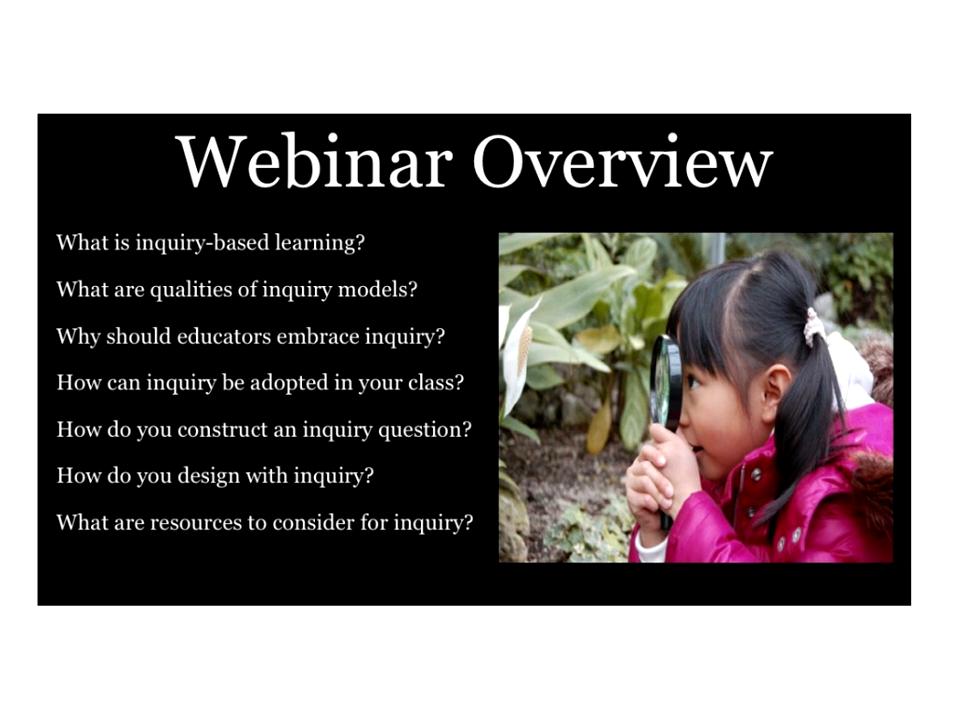 Webinar Overview
What is inquiry-based learning?
What are qualities of inquiry models?
Why should educators embrace inquiry?
How can inquiry be adopted in your class?
How do you construct an inquiry question?
How do you design with inquiry?
What are resources to consider for inquiry?